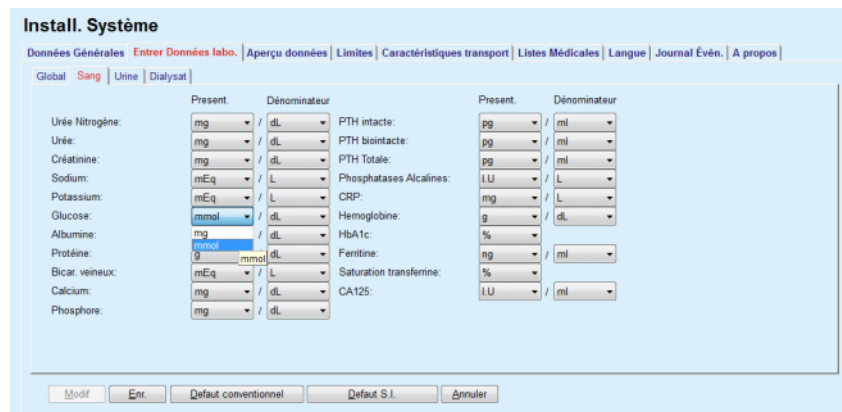 Install. Système
Données Générales Entrer Données labo. Aperçu données Limites Caractéristiques transport Listes Médicales Langue Journal Évén. A propos
Global Sang Urine Dialysat
Present. Dénominateur Present. Dénominateur
Urée Nitrogène: mg / dL PTH intacte: pg / ml
Urée: mg / dL PTH biointacte: pg / ml
Créatinine: mg / dL PTH Totale: pg / ml
Sodium: mEq / L Phosphatases Alcalines: I.U / L
Potassium: mEq / L CRP: mg / L
Glucose: mmol / dL Hemoglobine: g / dL
Albumine: mg / dL HbA1c: %
mmol
Protéine: g mmol dL Ferritine: ng / ml
Bicar. veineux: mEq / L Saturation transferrine: %
Calcium: mg / dL CA125: I.U / ml
Phosphore: mg / dL
Modif Enr. Defaut conventionnel Defaut S.I. Annuler